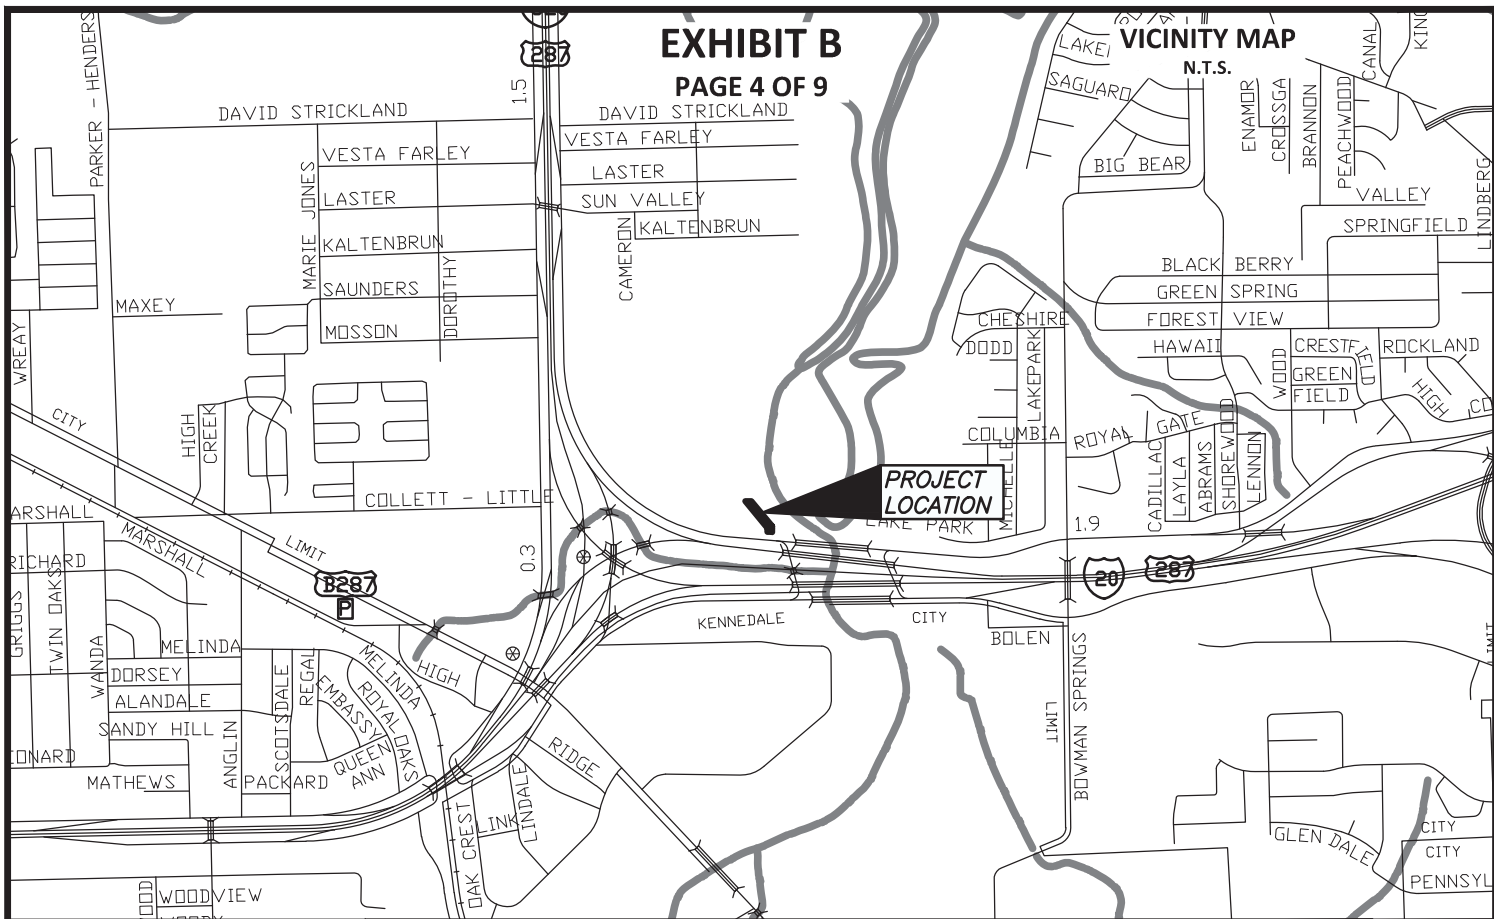 EXHIBIT B
PAGE 4 OF 9
VICINITY MAP
N.T.S.
287
1.5
PARKER - HENDERS
DAVID STRICKLAND
DAVID STRICKLAND
VESTA FARLEY
VESTA FARLEY
LASTER
LASTER
SUN VALLEY
KALTENBRUN
KALTENBRUN
MARIE JONES
CAMERON
DOROTHY
SAUNDERS
MOSSON
MAXEY
WREAY
CITY
HIGH
CREEK
COLLETT - LITTLE
SAGUARO
BIG BEAR
ENAMOR
CROSSGA
BRANNON
PEACHWOOD
CANAL
KING
VALLEY
SPRINGFIELD
LINDBERG
BLACK BERRY
GREEN SPRING
FOREST VIEW
CHESHIRE
DODD
LAKEPARK
HAWAII
WOOD
CRESTFIELD
GREEN
FIELD
ROCKLAND
HIGH
CO
COLUMBIA
ROYAL GATE
MICHELLE
CADILLAC
LAYLA
ABRAMS
SHOREWOOD
LENNON
PROJECT
LOCATION
LAKE PARK
1.9
0.3
20
287
ARSHALL
MARSHALL
LIMIT
B287
P
RICHARD
GRIGGS
TWIN OAKS
WANDA
MELINDA
MELINDA
DORSEY
ALANDALE
SANDY HILL
ONARD
MATHEWS
ANGLIN
SCOTSDALE
REGAL
EMBASSY
ROYAL OAKS
QUEEN
ANN
PACKARD
HIGH
RIDGE
KENNEDALE
CITY
BOLEN
LIMIT
BOWMAN SPRINGS
OAK CREST
LINK
LINDALE
GLEN DALE
CITY
CITY
PENNSYL
WOODVIEW